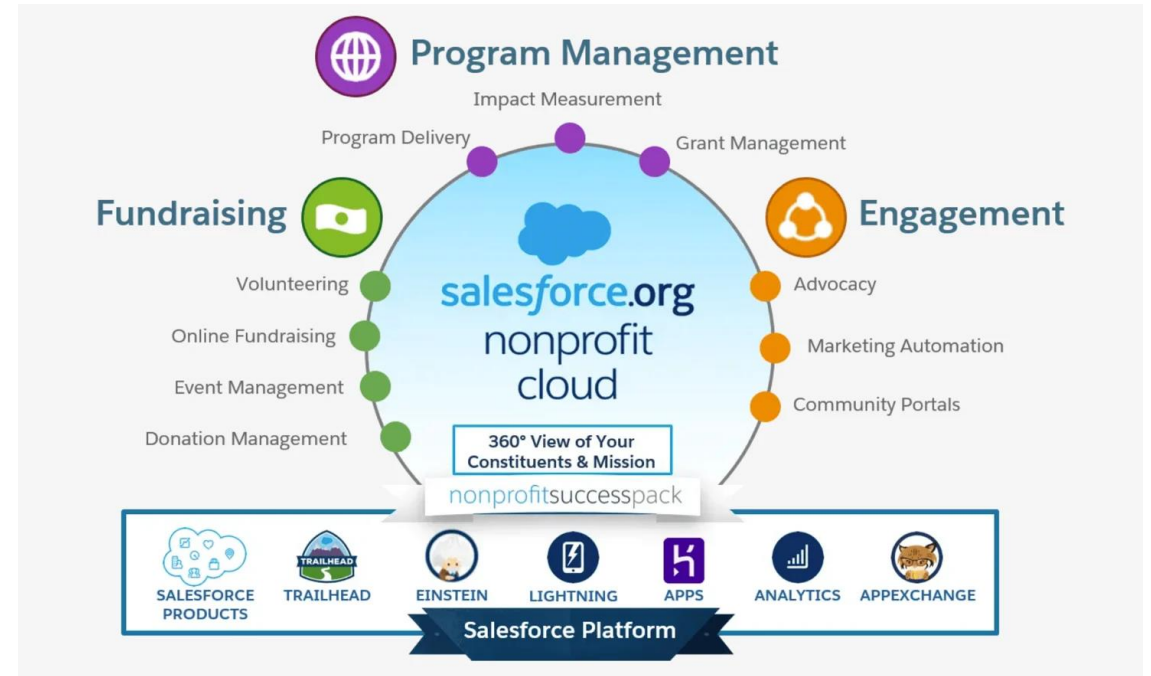 Program Management
Impact Measurement
Program Delivery
Grant Management
Fundraising
Engagement
Volunteering
Online Fundraising
Event Management
Donation Management
Advocacy
Marketing Automation
Community Portals
salesforce.org
nonprofit
cloud
360° View of Your
Constituents & Mission
nonprofitsuccesspack
SALESFORCE
PRODUCTS
TRAILHEAD
TRAILHEAD
EINSTEIN
LIGHTNING
APPS
ANALYTICS
APPEXCHANGE
Salesforce Platform